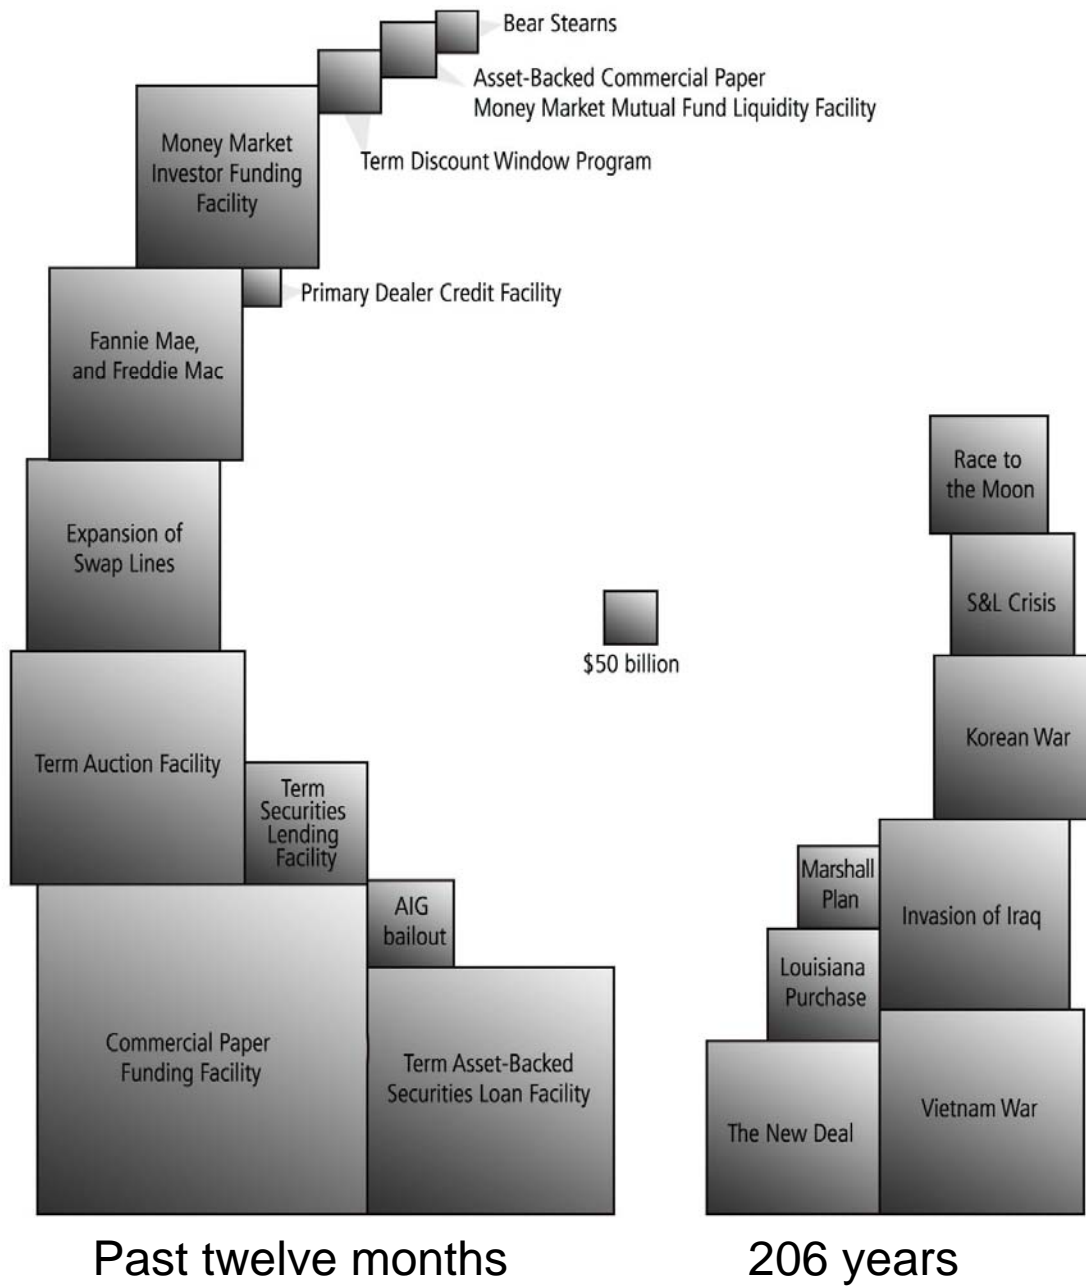 Bear Stearns
Asset-Backed Commercial Paper
Money Market Mutual Fund Liquidity Facility
Term Discount Window Program
Money Market
Investor Funding
Facility
Primary Dealer Credit Facility
Fannie Mae,
and Freddie Mac
Expansion of
Swap Lines
Term Auction Facility
Term
Securities
Lending
Facility
AIG
bailout
Commercial Paper
Funding Facility
Term Asset-Backed
Securities Loan Facility
$50 billion
Race to
the Moon
S&L Crisis
Korean War
Marshall
Plan
Invasion of Iraq
Louisiana
Purchase
The New Deal
Vietnam War
Past twelve months
206 years